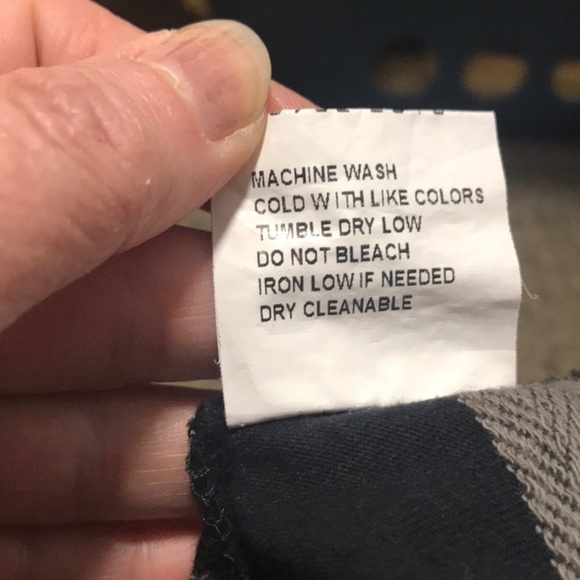 MACHINE WASH
COLD WITH LIKE COLORS
TUMBLE DRY LOW
DO NOT BLEACH
IRON LOW IF NEEDED
DRY CLEANABLE